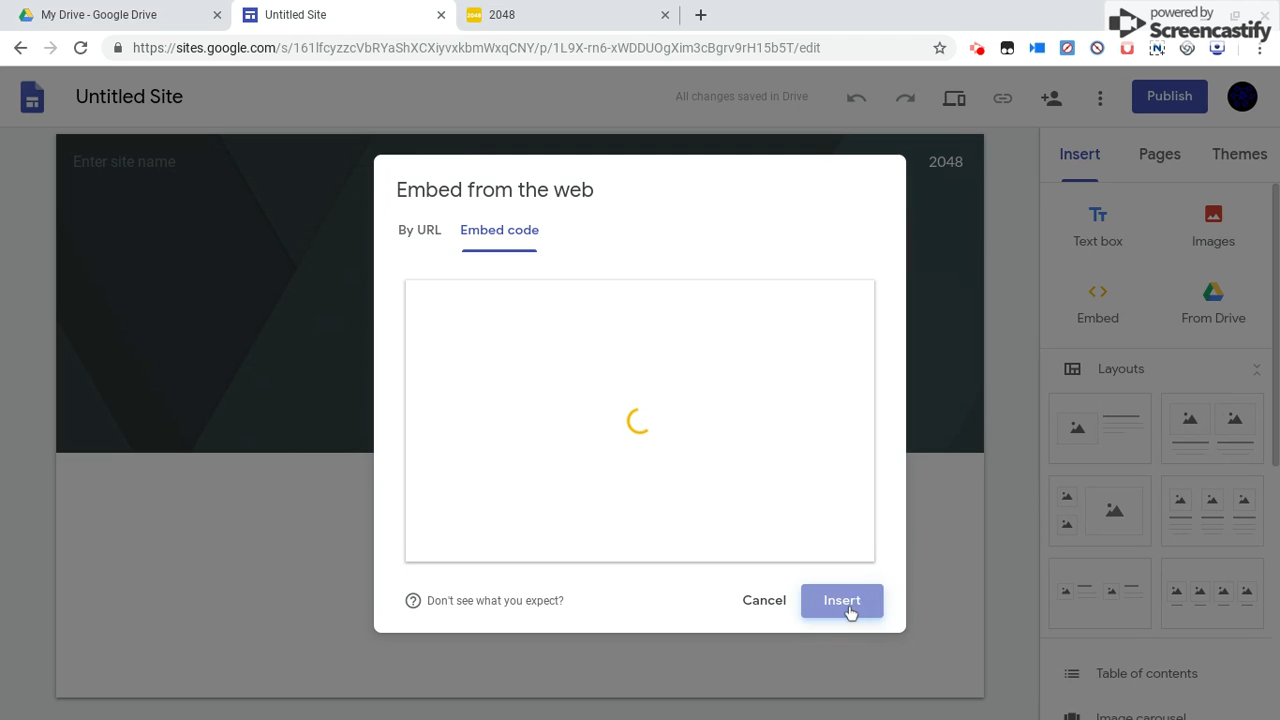 My Drive - Google Drive
Untitled Site
2048
powered by
Screencastify
https://sites.google.com/s/161lfcyzzcVbRYaShXCXiyvxRomWxqCNY/p/1L9X-rn6-xWDDUOgXim3cBgrv9rH15b5T/edit
Untitled Site
All changes saved in Drive
Publish
Enter site name
2048
Insert
Pages
Themes
Embed from the web
By URL
Embed code
Text box
Images
Embed
From Drive
Layouts
Don't see what you expect?
Cancel
Insert
Table of contents
Image carousel